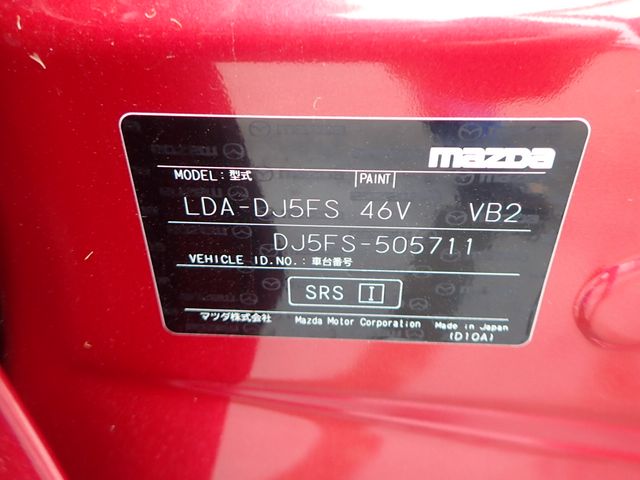 mazda
MODEL:型式 PAINT
LDA-DJ5FS 46V VB2
DJ5FS-505711
VEHICLE ID.NO.:車台番号
SRS I
マツダ株式会社 Mazda Motor Corporation Made in Japan
(D10A)